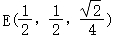 E(1/2, 1/2, √2/4)